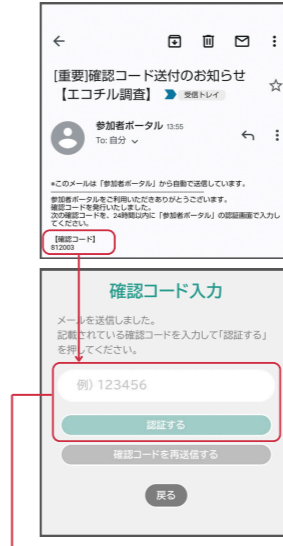 [重要]確認コード送付のお知らせ
【エコチル調査】 受信トレイ
参加者ポータル 13:55
To: 自分
*このメールは「参加者ポータル」から自動で送信しています。
参加者ポータルをご利用いただきありがとうございます。
確認コードを発行いたしました。
次の確認コードを、24時間以内に「参加者ポータル」の認証画面で入力し
てください。
【確認コード】
812003
確認コード入力
メールを送信しました。
記載されている確認コードを入力して「認証する」
を押してください。
例) 123456
認証する
確認コードを再送信する
戻る